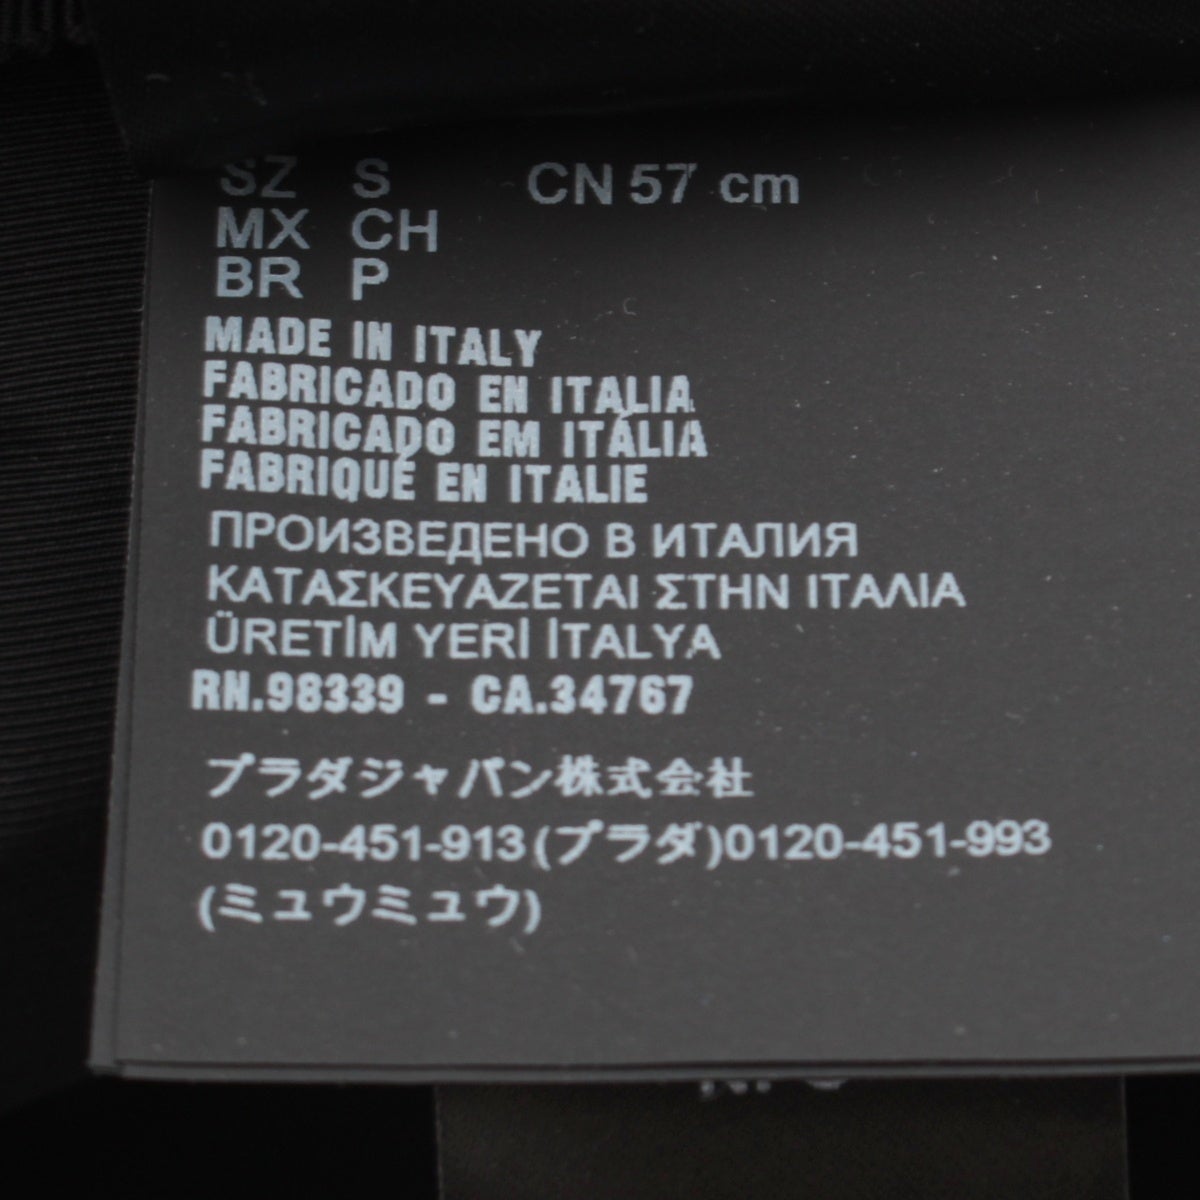 SZ S CN 57 cm
MX CH
BR P
MADE IN ITALY
FABRICADO EN ITALIA
FABRICADO EM ITÁLIA
FABRIQUÉ EN ITALIE
ПРОИЗВЕДЕНО В ИТАЛИЯ
ΚΑΤΑΣΚΕΥΑΖΕΤΑΙ ΣΤΗΝ ΙΤΑΛΙΑ
ÜRETİM YERİ İTALYA
RN.98339 - CA.34767
プラダジャパン株式会社
0120-451-913(プラダ)0120-451-993
(ミュウミュウ)